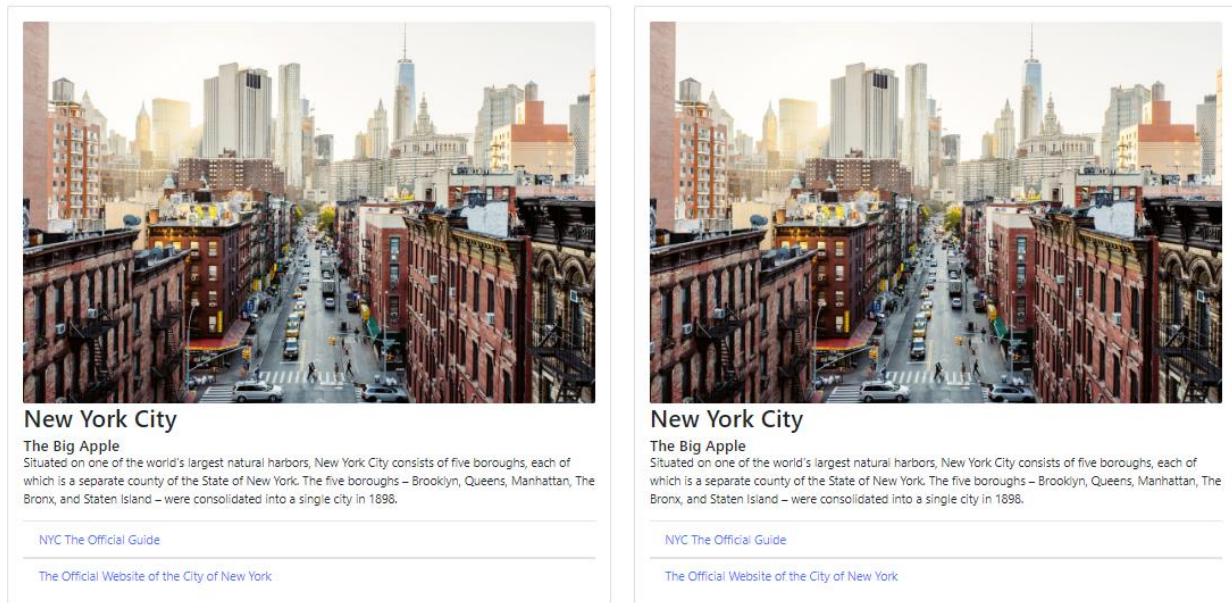 New York City
The Big Apple
Situated on one of the world's largest natural harbors, New York City consists of five boroughs, each of
which is a separate county of the State of New York. The five boroughs – Brooklyn, Queens, Manhattan, The
Bronx, and Staten Island – were consolidated into a single city in 1898.
NYC The Official Guide
The Official Website of the City of New York
New York City
The Big Apple
Situated on one of the world's largest natural harbors, New York City consists of five boroughs, each of
which is a separate county of the State of New York. The five boroughs – Brooklyn, Queens, Manhattan, The
Bronx, and Staten Island – were consolidated into a single city in 1898.
NYC The Official Guide
The Official Website of the City of New York